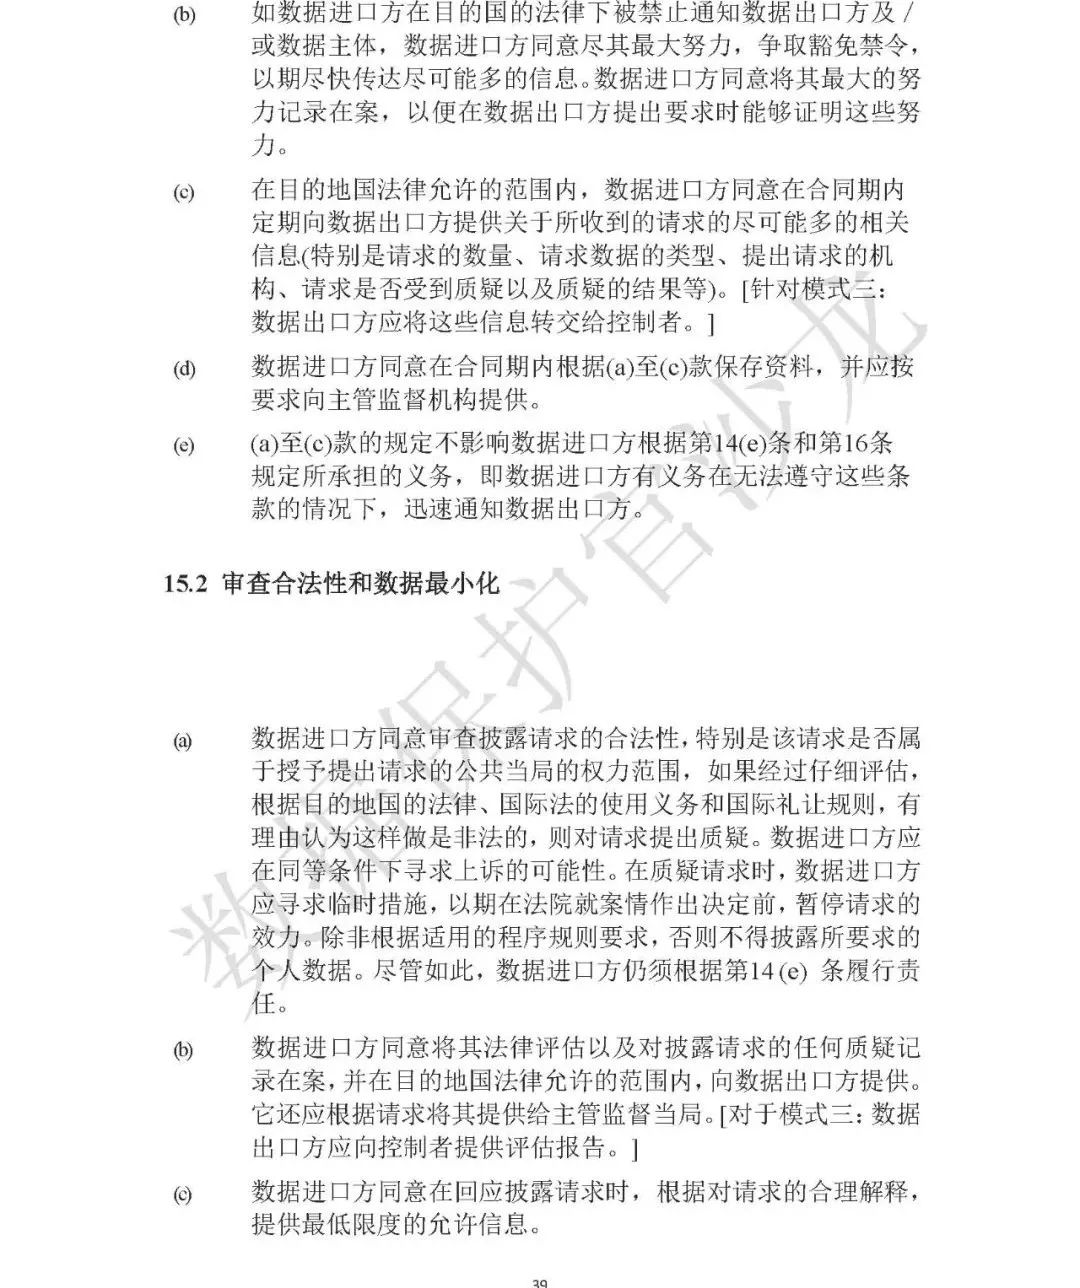 (b) 如数据进口方在目的国的法律下被禁止通知数据出口方及/
或数据主体，数据进口方同意尽其最大努力，争取豁免禁令，
以期尽快传达尽可能多的信息。数据进口方同意将其最大的努
力记录在案，以便在数据出口方提出要求时能够证明这些努
力。
(c) 在目的地国法律允许的范围内，数据进口方同意在合同期内
定期向数据出口方提供关于所收到的请求的尽可能多的相关
信息(特别是请求的数量、请求数据的类型、提出请求的机
构、请求是否受到质疑以及质疑的结果等)。[针对模式三：
数据出口方应将这些信息转交给控制者。]
(d) 数据进口方同意在合同期内根据(a)至(c)款保存资料，并应按
要求向主管监督机构提供。
(e) (a)至(c)款的规定不影响数据进口方根据第14(e)条和第16条
规定所承担的义务，即数据进口方有义务在无法遵守这些条
款的情况下，迅速通知数据出口方。
15.2 审查合法性和数据最小化
(a) 数据进口方同意审查披露请求的合法性，特别是该请求是否属
于授予提出请求的公共当局的权力范围，如果经过仔细评估，
根据目的地国的法律、国际法的使用义务和国际礼让规则，有
理由认为这样做是非法的，则对请求提出质疑。数据进口方应
在同等条件下寻求上诉的可能性。在质疑请求时，数据进口方
应寻求临时措施，以期在法院就案情作出决定前，暂停请求的
效力。除非根据适用的程序规则要求，否则不得披露所要求的
个人数据。尽管如此，数据进口方仍须根据第14(e) 条履行责
任。
(b) 数据进口方同意将其法律评估以及对披露请求的任何质疑记
录在案，并在目的地国法律允许的范围内，向数据出口方提供。
它还应根据请求将其提供给主管监督当局。[对于模式三：数据
出口方应向控制者提供评估报告。]
(c) 数据进口方同意在回应披露请求时，根据对请求的合理解释，
提供最低限度的允许信息。
39
数据保护官沙龙